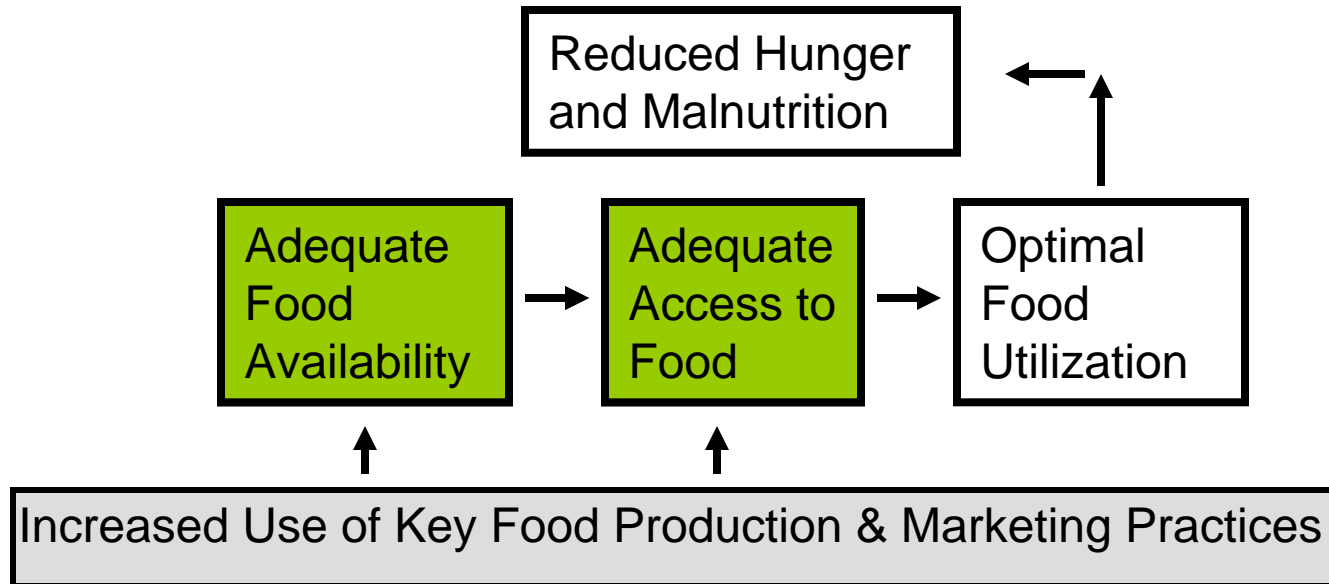 Reduced Hunger
and Malnutrition
Adequate
Food
Availability
Adequate
Access to
Food
Optimal
Food
Utilization
Increased Use of Key Food Production & Marketing Practices